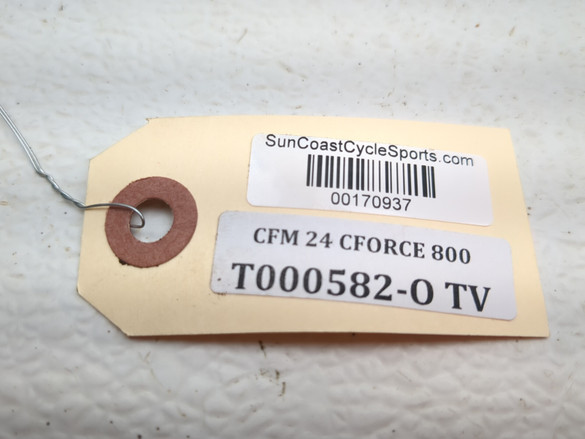 SunCoastCycleSports.com
00170937
CFM 24 CFORCE 800
T000582-O TV